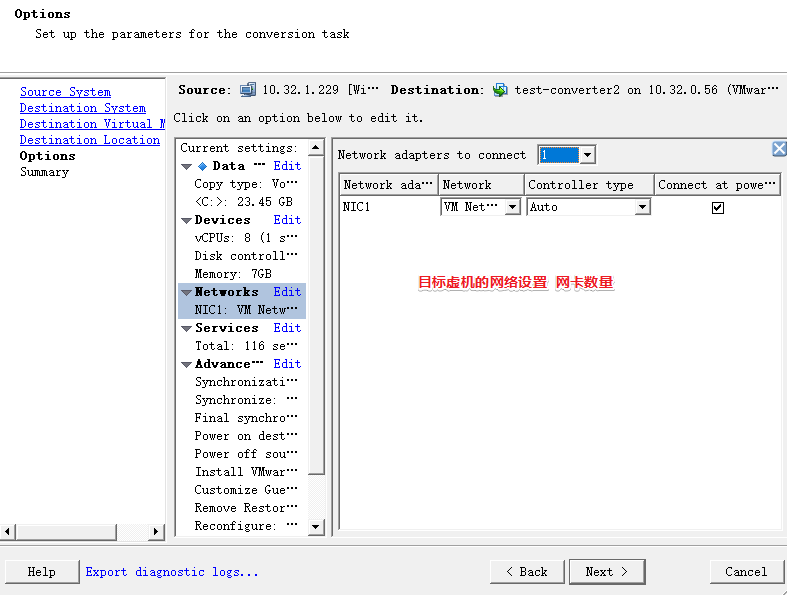 Options
Set up the parameters for the conversion task
Source System
Destination System
Destination Virtual M
Destination Location
Options
Summary
Source: 10.32.1.229 [Wi… Destination: test-converter2 on 10.32.0.56 (VMwar…
Click on an option below to edit it.
Current settings:
Data … Edit
Copy type: Vo…
<C:>: 23.45 GB
Devices Edit
vCPUs: 8 (1 s…
Disk controll…
Memory: 7GB
Networks Edit
NIC1: VM Netw…
Services Edit
Total: 116 se…
Advance… Edit
Synchronizati…
Synchronize: …
Final synchro…
Power on dest…
Power off sou…
Install VMwar…
Customize Gue…
Remove Restor…
Reconfigure: …
Network adapters to connect 1
Network ada… Network Controller type Connect at powe…
NIC1 VM Net… Auto
目标虚机的网络设置 网卡数量
Help Export diagnostic logs... < Back Next > Cancel